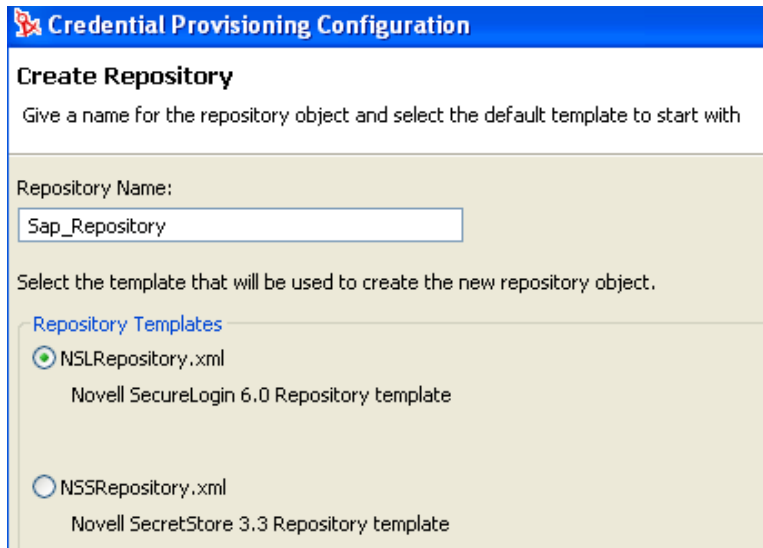 Credential Provisioning Configuration
Create Repository
Give a name for the repository object and select the default template to start with
Repository Name:
Sap_Repository
Select the template that will be used to create the new repository object.
Repository Templates
NSLRepository.xml
Novell SecureLogin 6.0 Repository template
NSSRepository.xml
Novell SecretStore 3.3 Repository template